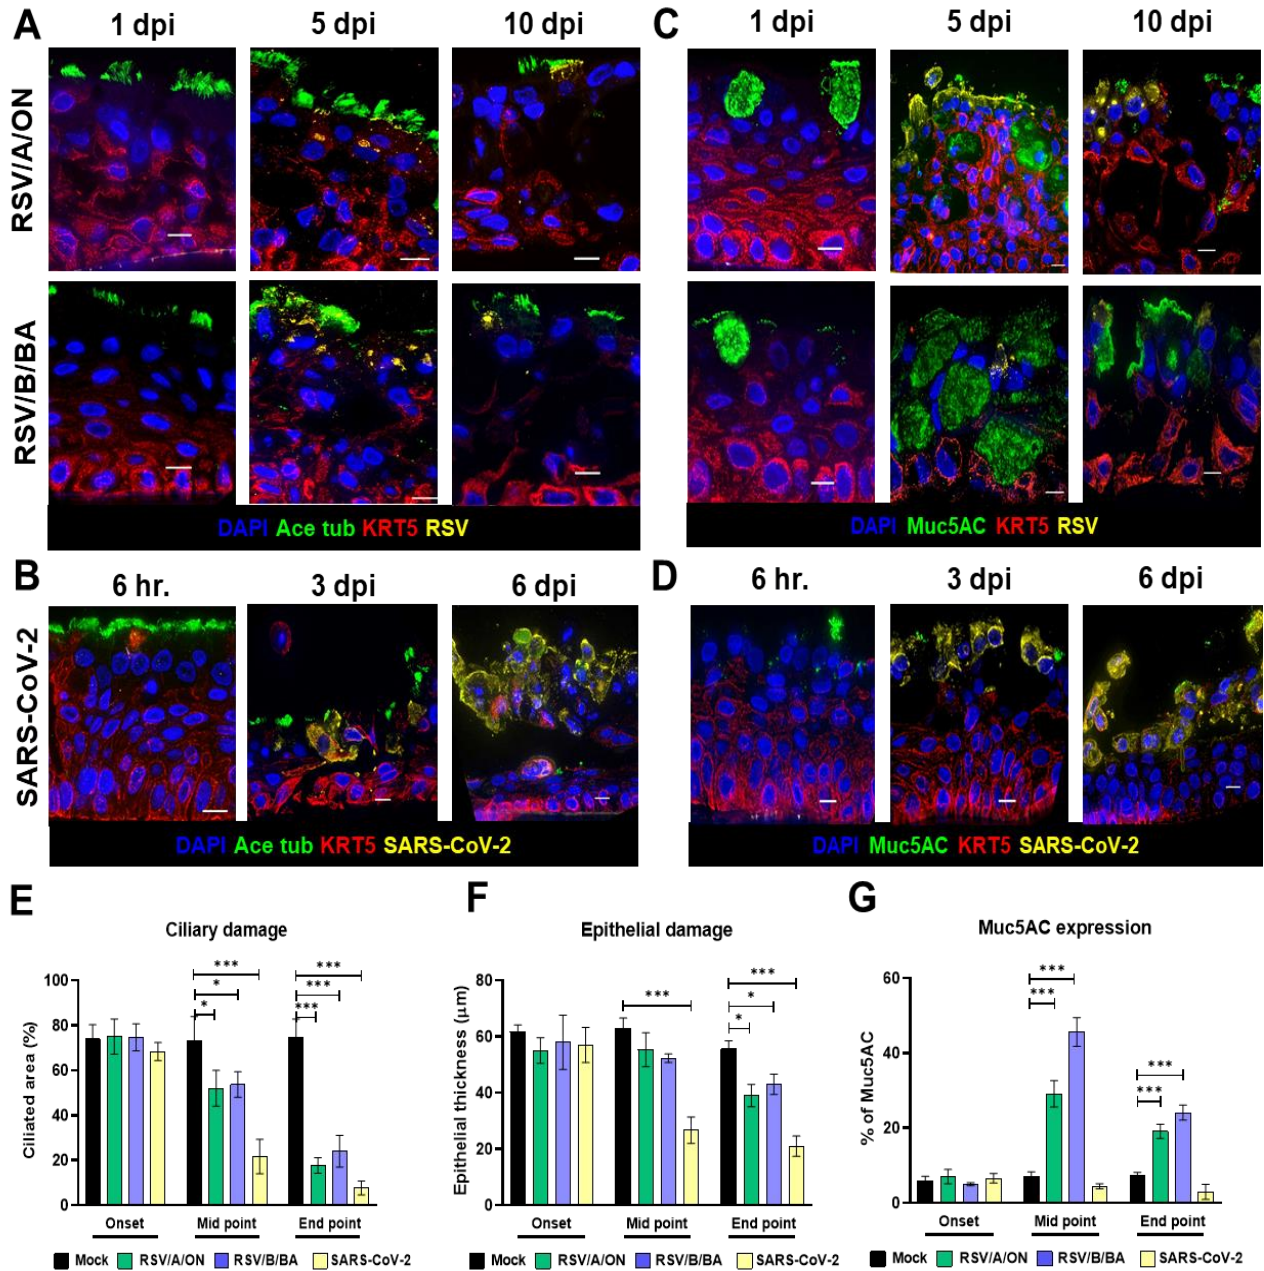 A
1 dpi 5 dpi 10 dpi
C
1 dpi 5 dpi 10 dpi
RSV/A/ON
RSV/B/BA
DAPI Ace tub KRT5 RSV
DAPI Muc5AC KRT5 RSV
B
6 hr. 3 dpi 6 dpi
D
6 hr. 3 dpi 6 dpi
SARS-CoV-2
DAPI Ace tub KRT5 SARS-CoV-2
DAPI Muc5AC KRT5 SARS-CoV-2
E
Ciliary damage
Ciliated area (%)
100
80
60
40
20
0
***
*
*
***
***
***
Onset Mid point End point
Mock RSV/A/ON RSV/B/BA SARS-CoV-2
F
Epithelial damage
Epithelial thickness (μm)
80
60
40
20
0
***
***
*
*
Onset Mid point End point
Mock RSV/A/ON RSV/B/BA SARS-CoV-2
G
Muc5AC expression
% of Muc5AC
60
40
20
0
***
***
***
***
Onset Mid point End point
Mock RSV/A/ON RSV/B/BA SARS-CoV-2